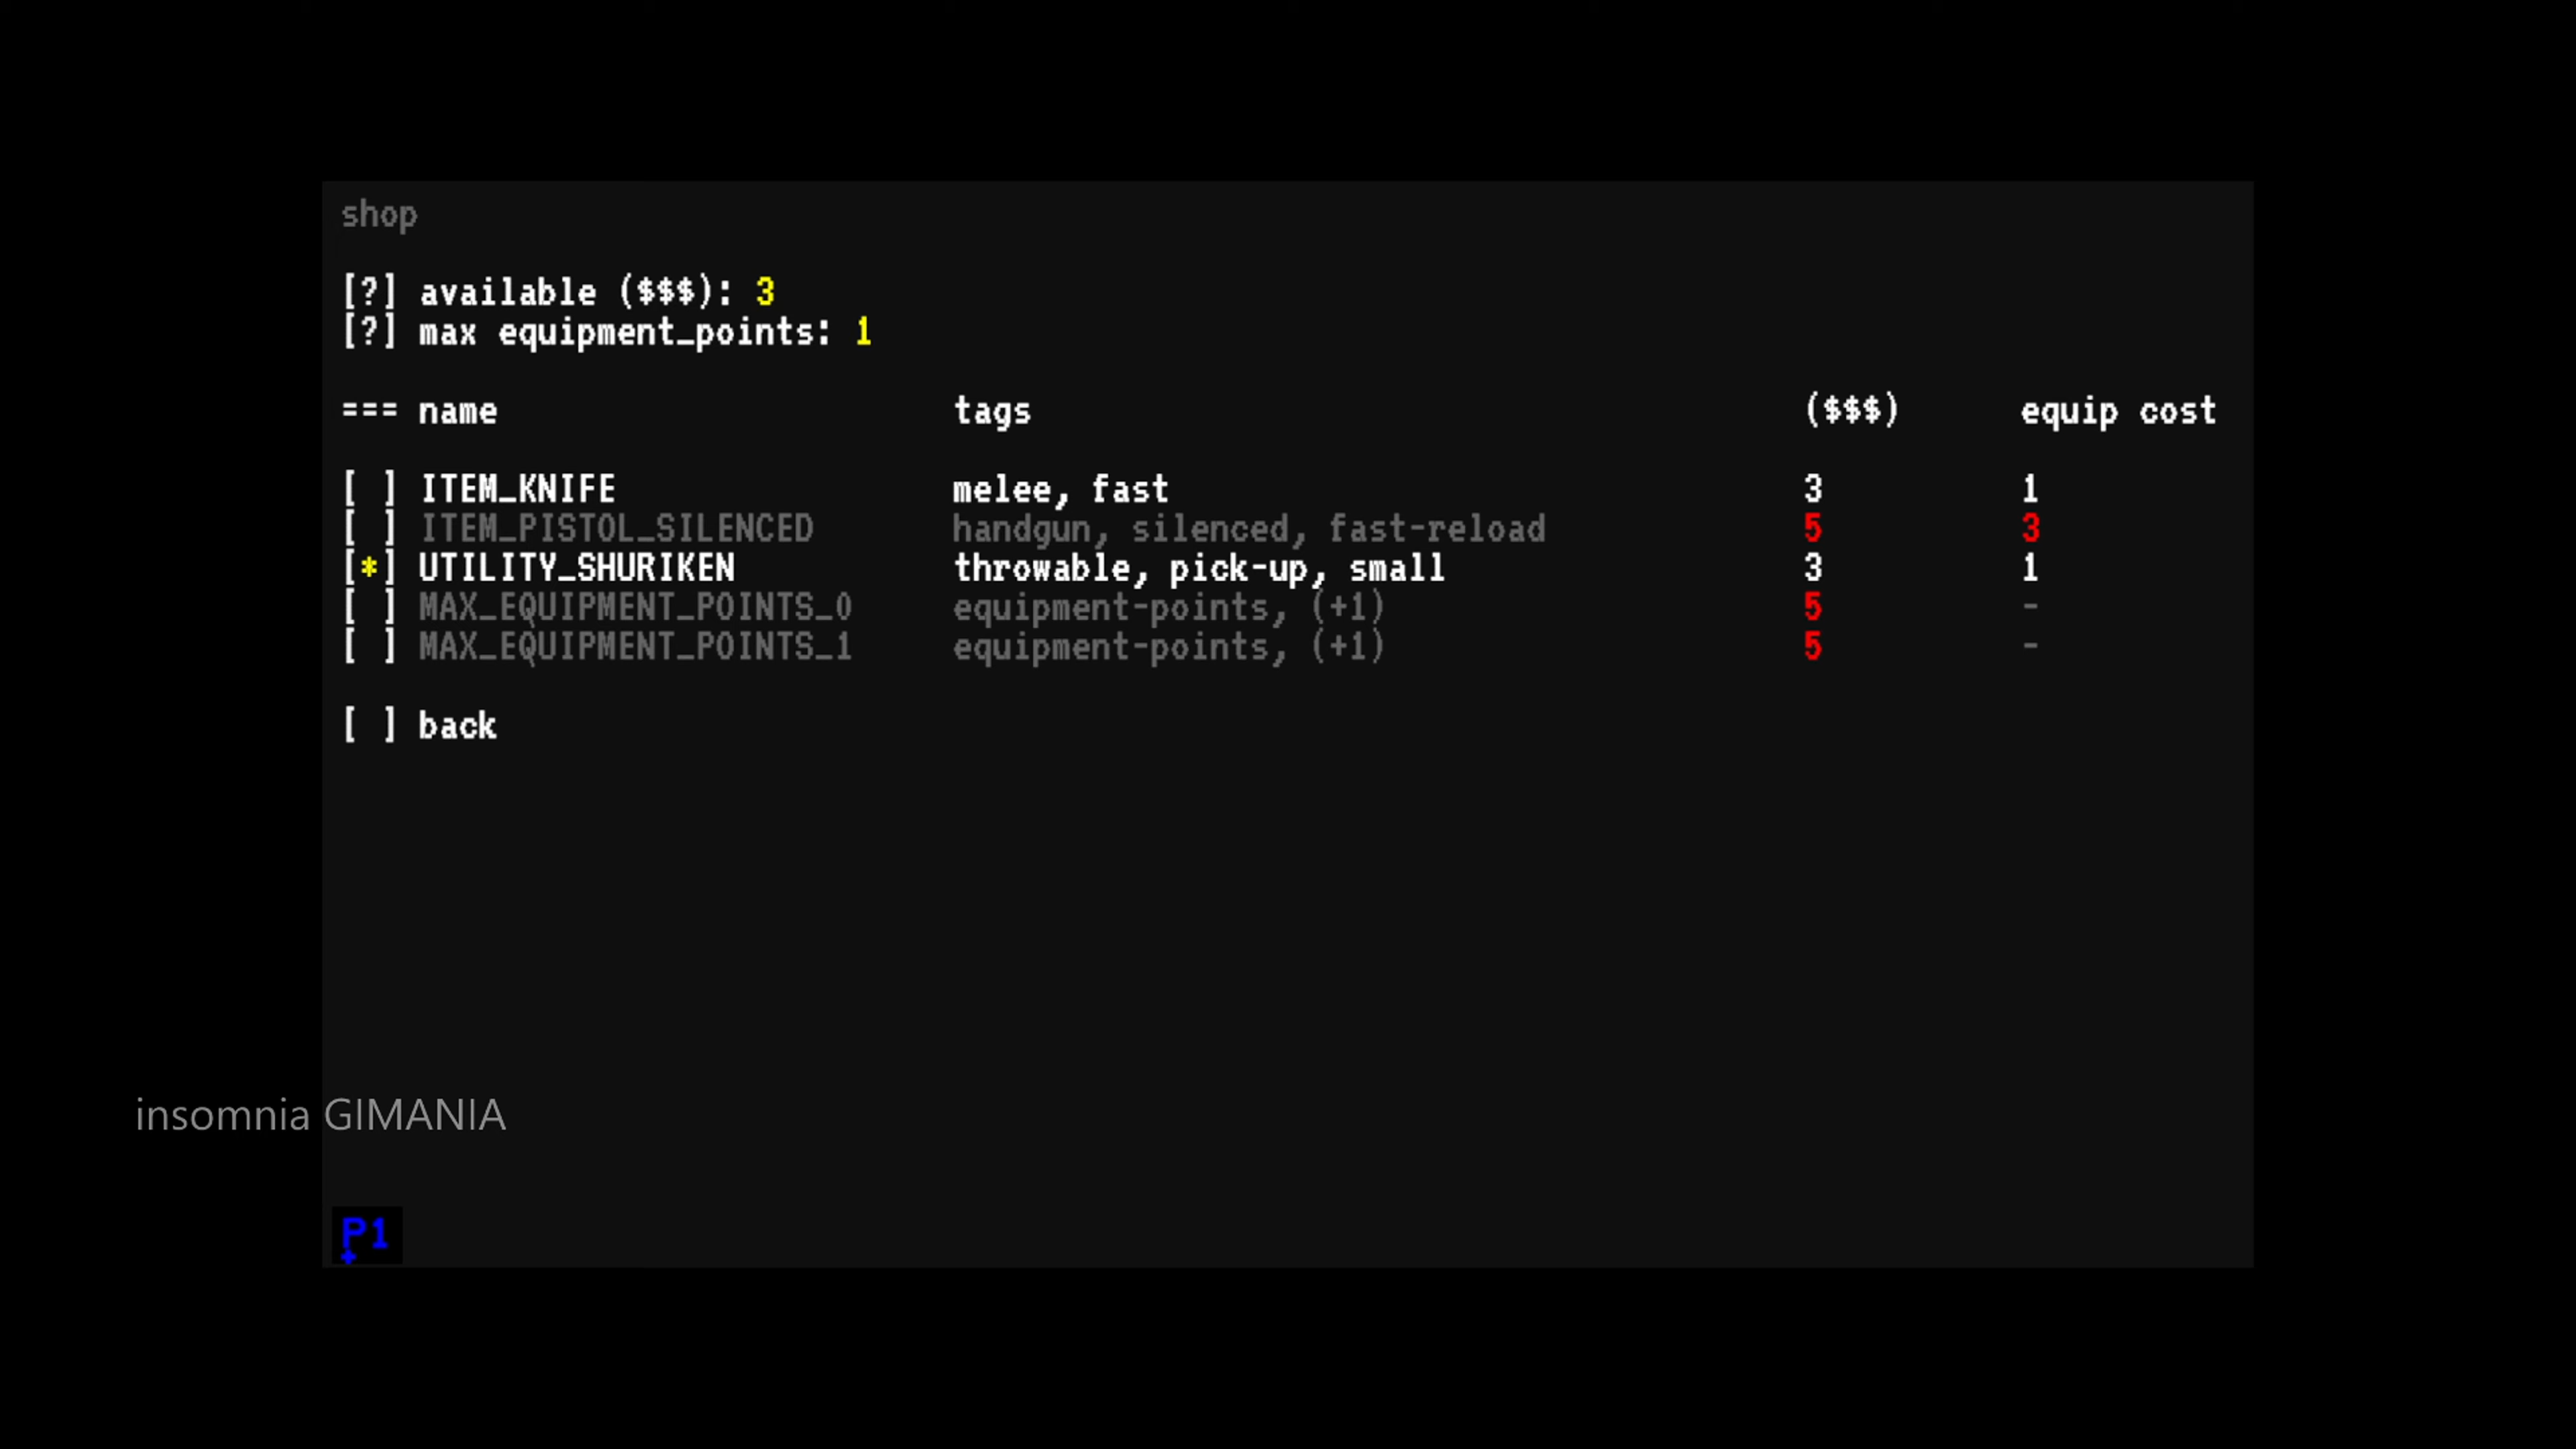 shop
[?] available ($$$): 3
[?] max equipment_points: 1
=== name tags ($$$) equip cost
[ ] ITEM_KNIFE melee, fast 3 1
[ ] ITEM_PISTOL_SILENCED handgun, silenced, fast-reload 5 3
[*] UTILITY_SHURIKEN throwable, pick-up, small 3 1
[ ] MAX_EQUIPMENT_POINTS_0 equipment-points, (+1) 5 -
[ ] MAX_EQUIPMENT_POINTS_1 equipment-points, (+1) 5 -
[ ] back
insomnia GIMANIA
P1